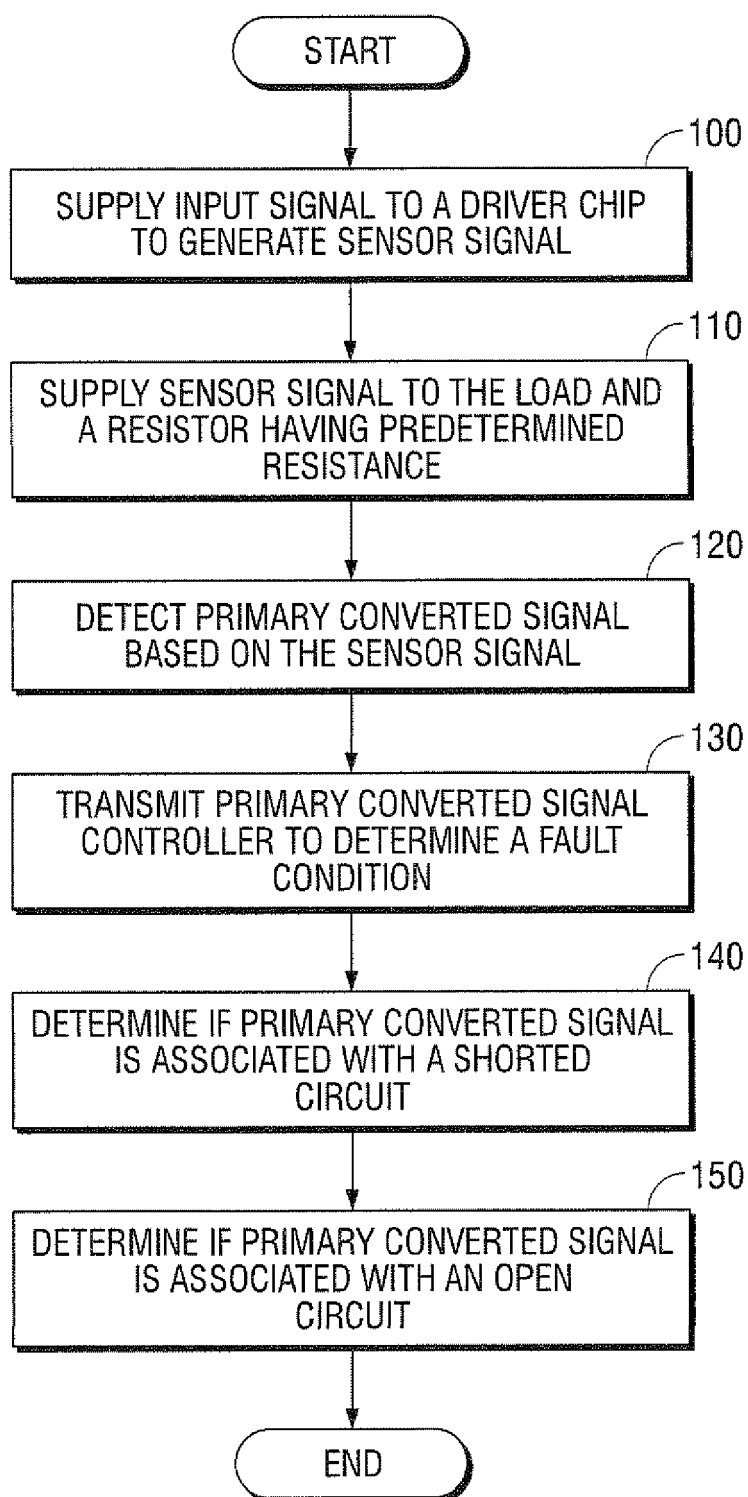 START
100
SUPPLY INPUT SIGNAL TO A DRIVER CHIP
TO GENERATE SENSOR SIGNAL
110
SUPPLY SENSOR SIGNAL TO THE LOAD AND
A RESISTOR HAVING PREDETERMINED
RESISTANCE
120
DETECT PRIMARY CONVERTED SIGNAL
BASED ON THE SENSOR SIGNAL
130
TRANSMIT PRIMARY CONVERTED SIGNAL
CONTROLLER TO DETERMINE A FAULT
CONDITION
140
DETERMINE IF PRIMARY CONVERTED SIGNAL
IS ASSOCIATED WITH A SHORTED
CIRCUIT
150
DETERMINE IF PRIMARY CONVERTED SIGNAL
IS ASSOCIATED WITH AN OPEN
CIRCUIT
END